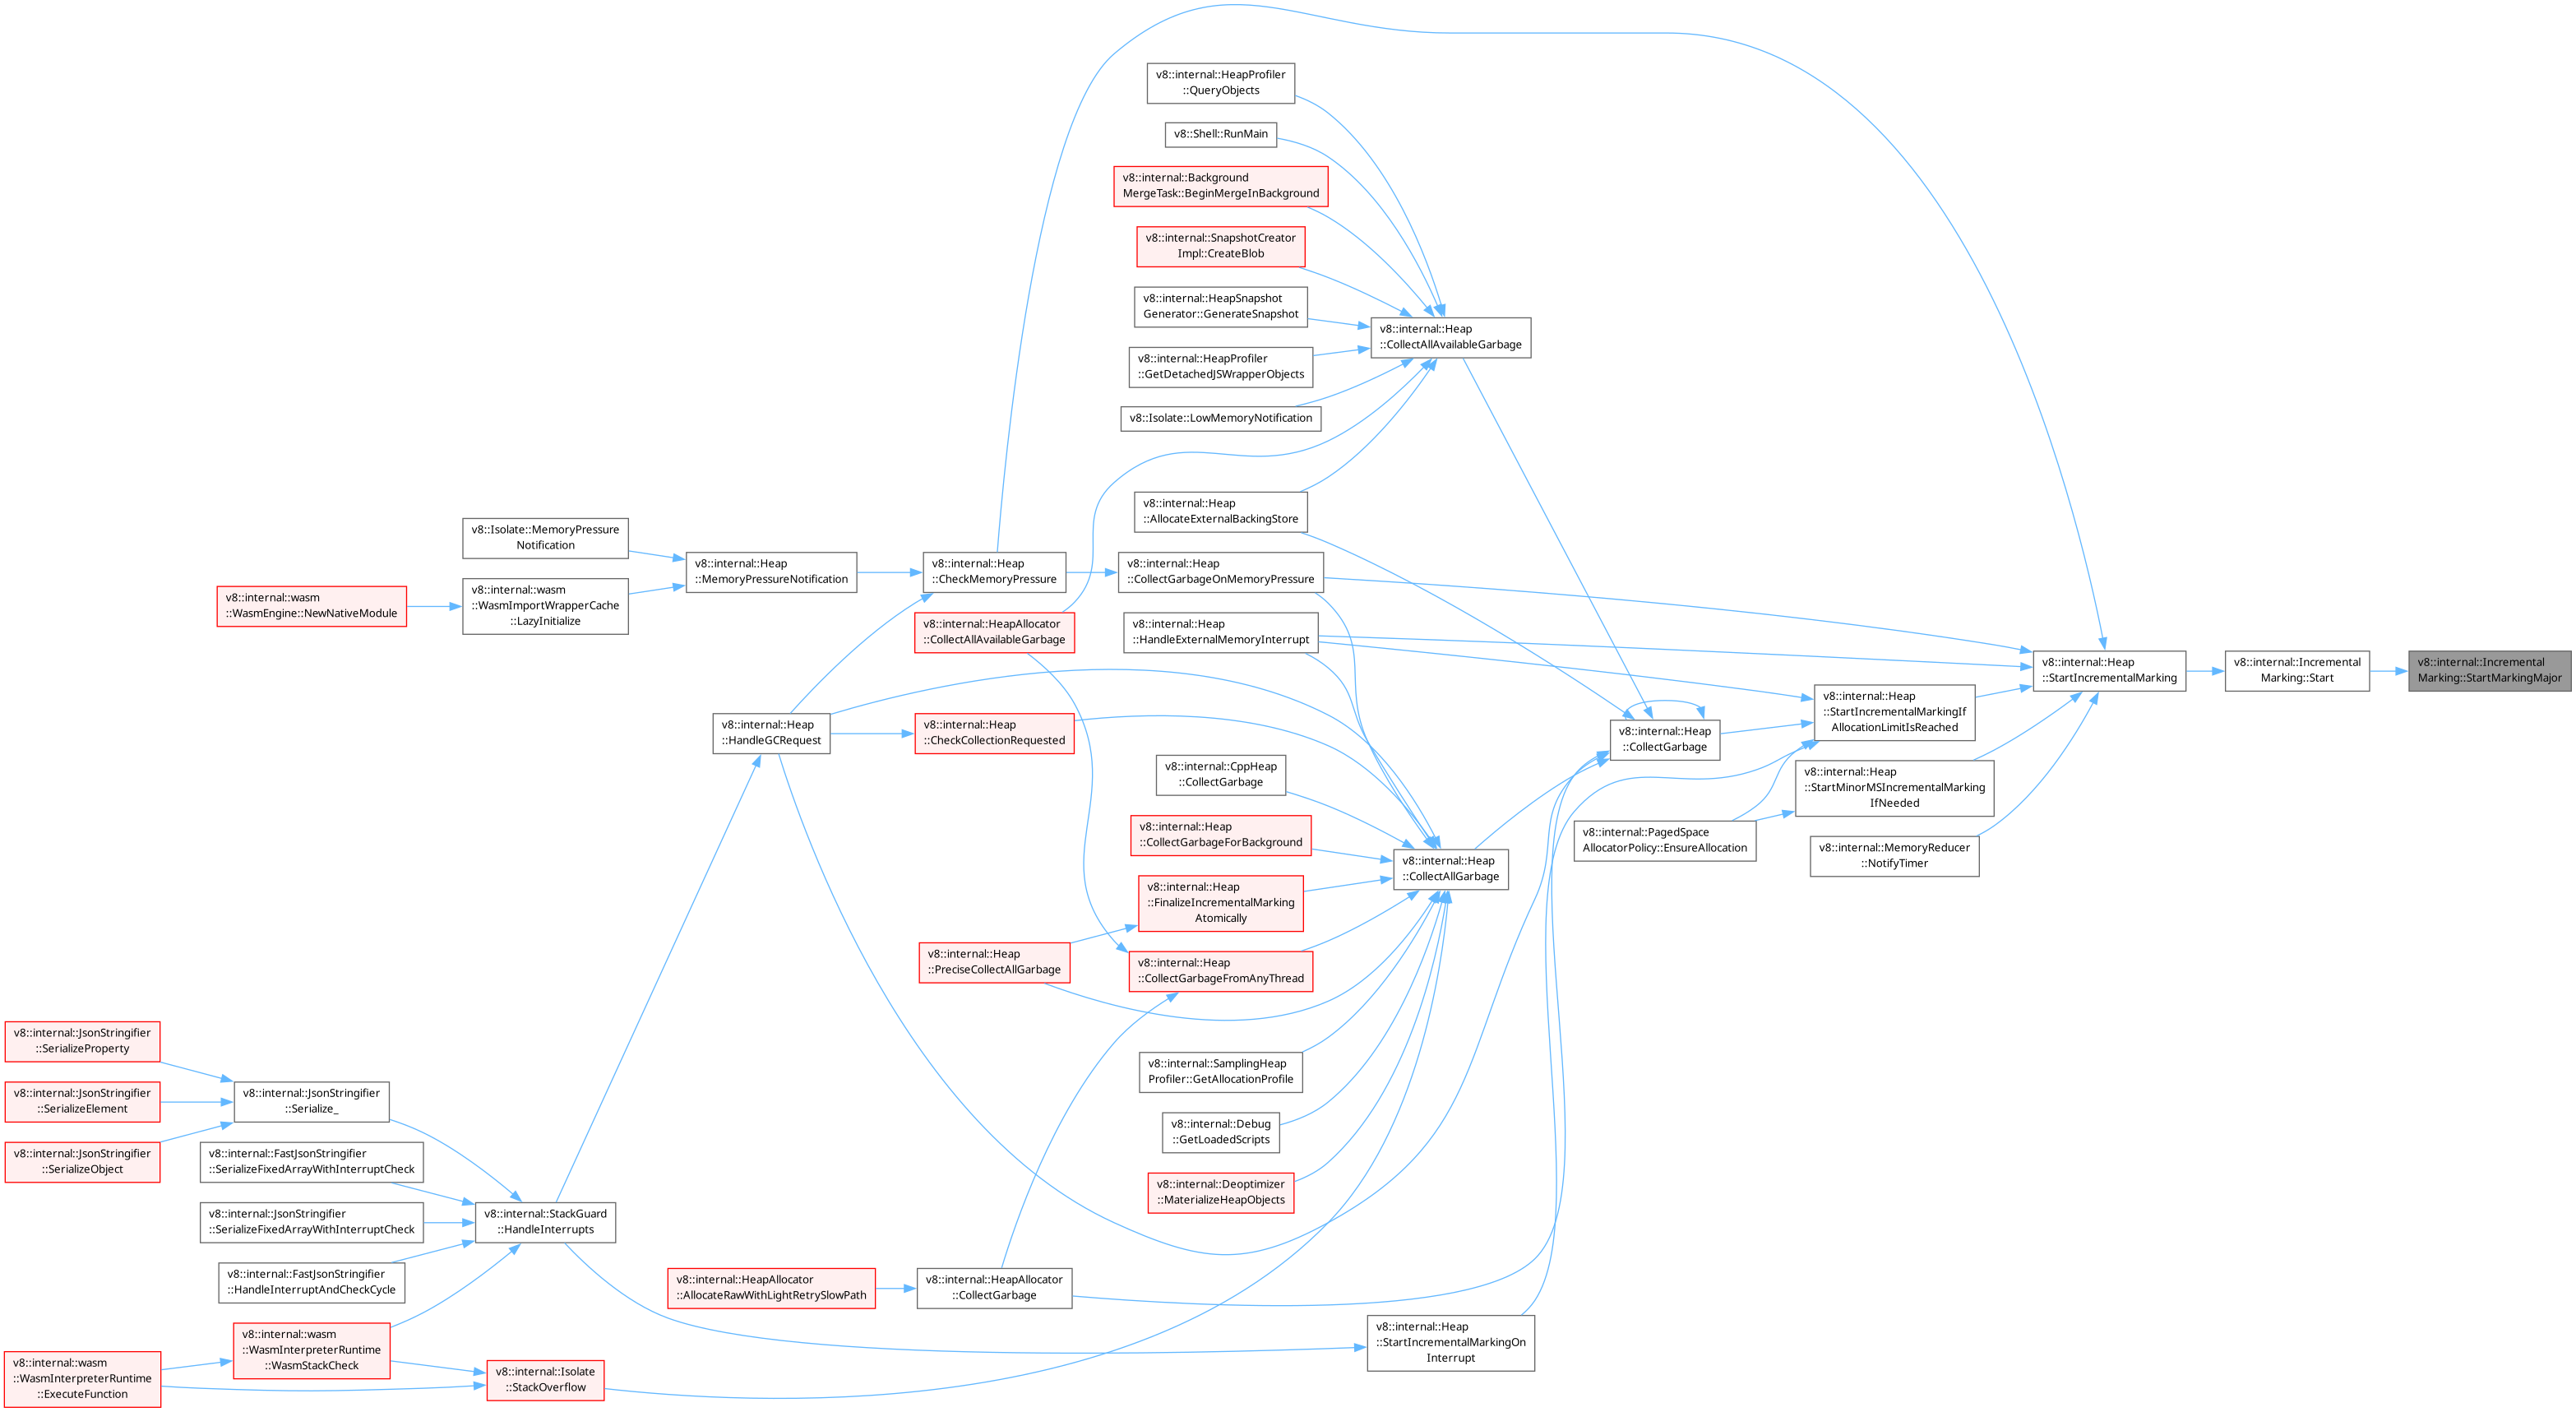 v8::internal::HeapProfiler
::QueryObjects
v8::Shell::RunMain
v8::internal::Background
MergeTask::BeginMergeInBackground
v8::internal::SnapshotCreator
Impl::CreateBlob
v8::internal::HeapSnapshot
Generator::GenerateSnapshot
v8::internal::Heap
::CollectAllAvailableGarbage
v8::internal::HeapProfiler
::GetDetachedJSWrapperObjects
v8::Isolate::LowMemoryNotification
v8::internal::Heap
::AllocateExternalBackingStore
v8::Isolate::MemoryPressure
Notification
v8::internal::Heap
::MemoryPressureNotification
v8::internal::Heap
::CheckMemoryPressure
v8::internal::Heap
::CollectGarbageOnMemoryPressure
v8::internal::wasm
::WasmEngine::NewNativeModule
v8::internal::wasm
::WasmImportWrapperCache
::LazyInitialize
v8::internal::HeapAllocator
::CollectAllAvailableGarbage
v8::internal::Heap
::HandleExternalMemoryInterrupt
v8::internal::Heap
::StartIncrementalMarking
v8::internal::Incremental
Marking::Start
v8::internal::Incremental
Marking::StartMarkingMajor
v8::internal::Heap
::StartIncrementalMarkingIf
AllocationLimitIsReached
v8::internal::Heap
::HandleGCRequest
v8::internal::Heap
::CheckCollectionRequested
v8::internal::Heap
::CollectGarbage
v8::internal::CppHeap
::CollectGarbage
v8::internal::Heap
::StartMinorMSIncrementalMarking
IfNeeded
v8::internal::Heap
::CollectGarbageForBackground
v8::internal::PagedSpace
AllocatorPolicy::EnsureAllocation
v8::internal::MemoryReducer
::NotifyTimer
v8::internal::Heap
::CollectAllGarbage
v8::internal::Heap
::FinalizeIncrementalMarking
Atomically
v8::internal::Heap
::PreciseCollectAllGarbage
v8::internal::Heap
::CollectGarbageFromAnyThread
v8::internal::JsonStringifier
::SerializeProperty
v8::internal::SamplingHeap
Profiler::GetAllocationProfile
v8::internal::JsonStringifier
::SerializeElement
v8::internal::JsonStringifier
::Serialize_
v8::internal::Debug
::GetLoadedScripts
v8::internal::JsonStringifier
::SerializeObject
v8::internal::FastJsonStringifier
::SerializeFixedArrayWithInterruptCheck
v8::internal::Deoptimizer
::MaterializeHeapObjects
v8::internal::JsonStringifier
::SerializeFixedArrayWithInterruptCheck
v8::internal::StackGuard
::HandleInterrupts
v8::internal::FastJsonStringifier
::HandleInterruptAndCheckCycle
v8::internal::HeapAllocator
::AllocateRawWithLightRetrySlowPath
v8::internal::HeapAllocator
::CollectGarbage
v8::internal::Heap
::StartIncrementalMarkingOn
Interrupt
v8::internal::wasm
::WasmInterpreterRuntime
::WasmStackCheck
v8::internal::wasm
::WasmInterpreterRuntime
::ExecuteFunction
v8::internal::Isolate
::StackOverflow